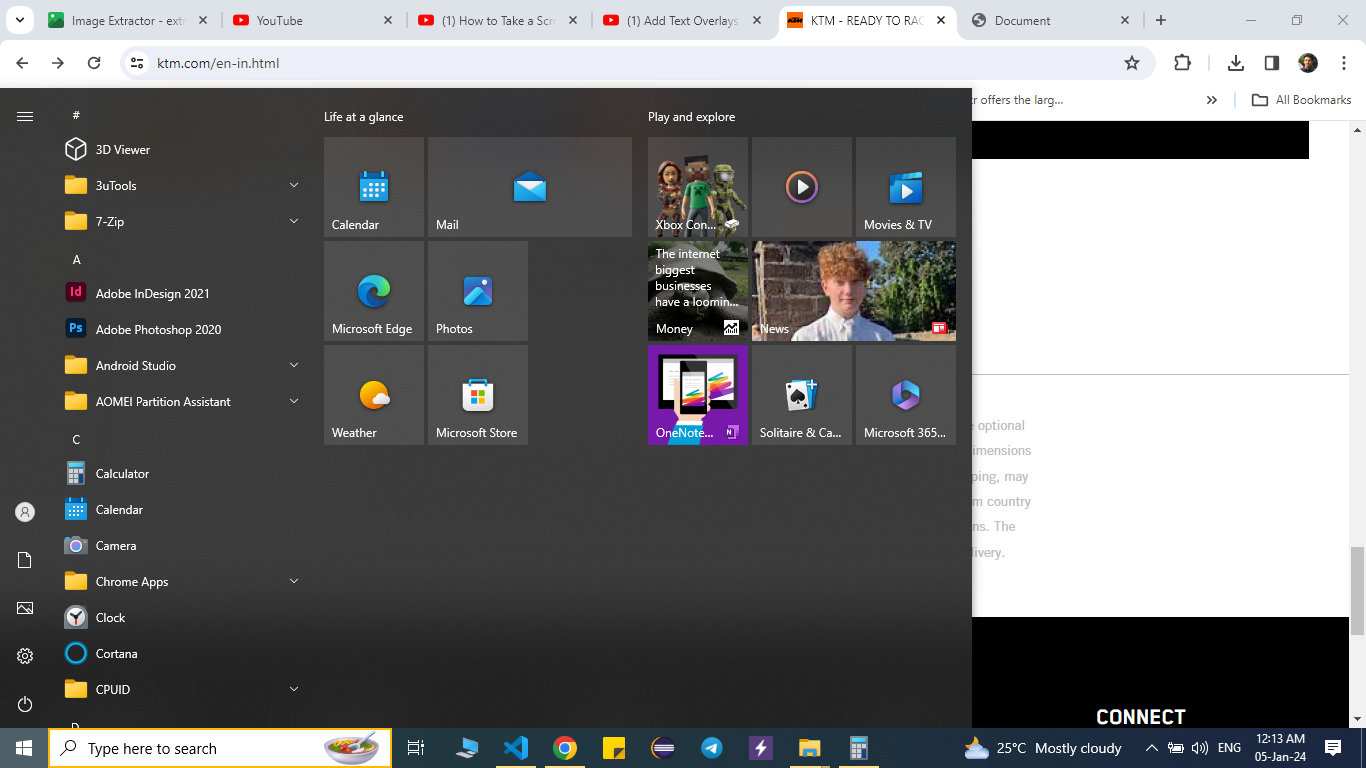 Image Extractor - extr
YouTube
(1) How to Take a Scr
(1) Add Text Overlays
KTM - READY TO RAC
Document
ktm.com/en-in.html
kr offers the larg...
All Bookmarks
#
3D Viewer
3uTools
7-Zip
A
Adobe InDesign 2021
Adobe Photoshop 2020
Android Studio
AOMEI Partition Assistant
C
Calculator
Calendar
Camera
Chrome Apps
Clock
Cortana
CPUID
Life at a glance
Calendar
Mail
Microsoft Edge
Photos
Weather
Microsoft Store
Play and explore
Xbox Con...
Movies & TV
The internet
biggest
businesses
have a loomin...
Money
News
OneNote...
Solitaire & Ca...
Microsoft 365...
optional
dimensions
ping, may
m country
ns. The
livery.
CONNECT
Type here to search
25°C Mostly cloudy
ENG
12:13 AM
05-Jan-24